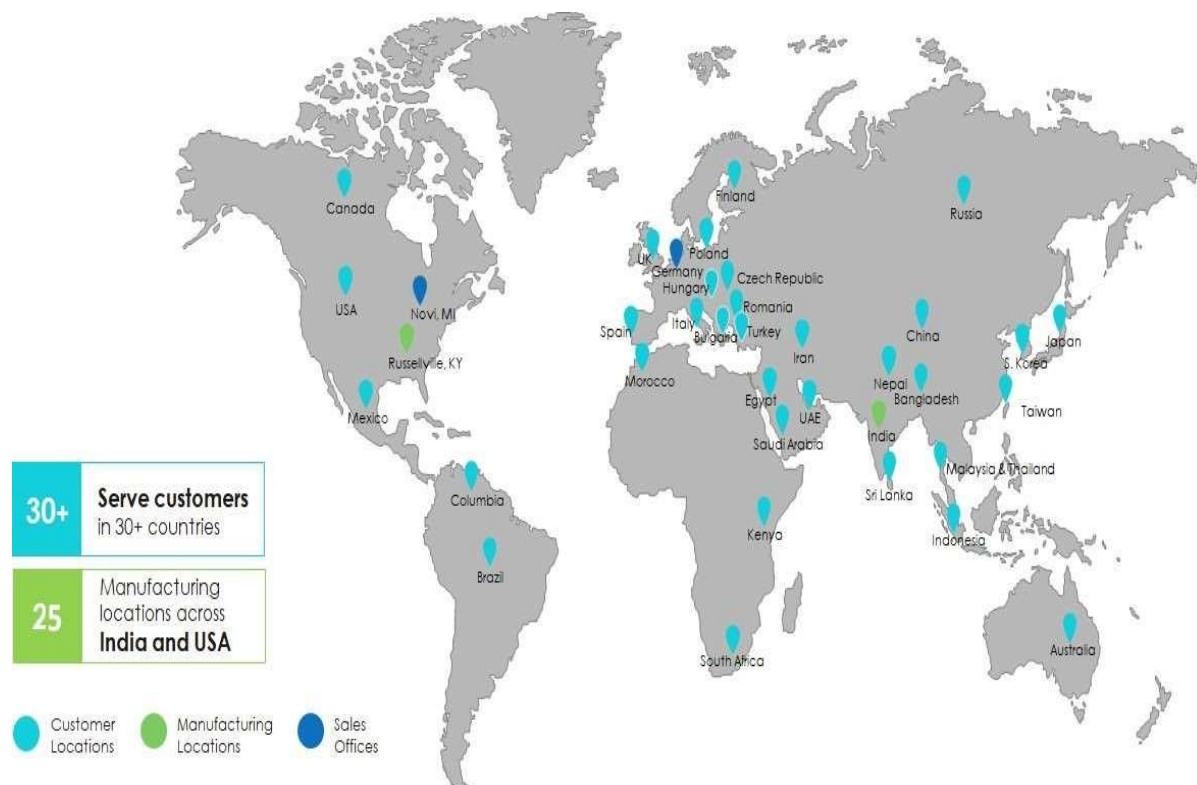 Finland
Canada
Russia
UK
Poland
Germany
Hungary
Czech Republic
USA
Novi, MI
Romania
Spain
Italy
Bulgaria
Turkey
China
Japan
Iran
S. Korea
Russellville, KY
Morocco
Nepal
Mexico
Egypt
Bangladesh
UAE
Taiwan
India
Saudi Arabia
Malaysia & Thailand
Sri Lanka
Columbia
Kenya
Indonesia
Brazil
South Africa
Australia
30+
Serve customers
in 30+ countries
25
Manufacturing
locations across
India and USA
Customer
Locations
Manufacturing
Locations
Sales
Offices